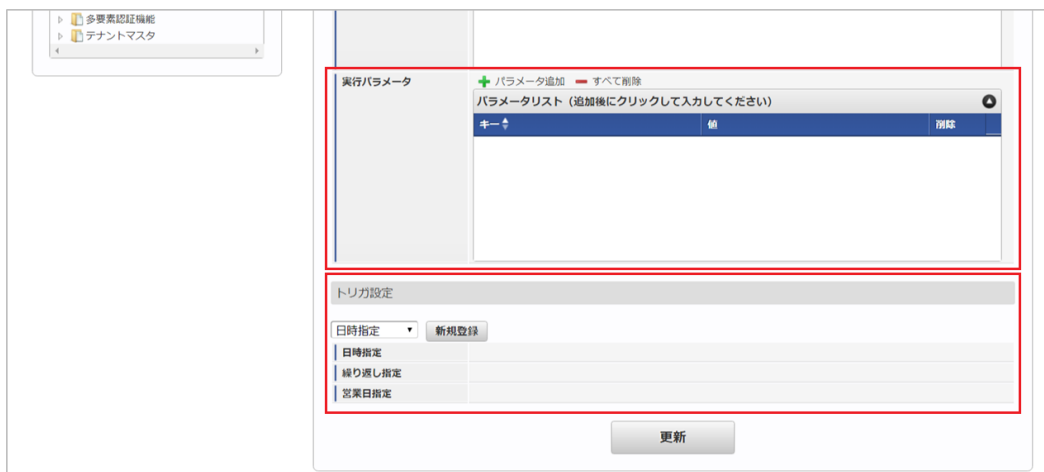 多要素認証機能
テナントマスタ
実行パラメータ
パラメータ追加 すべて削除
パラメータリスト（追加後にクリックして入力してください）
キー 値 削除
トリガ設定
日時指定 新規登録
日時指定
繰り返し指定
営業日指定
更新